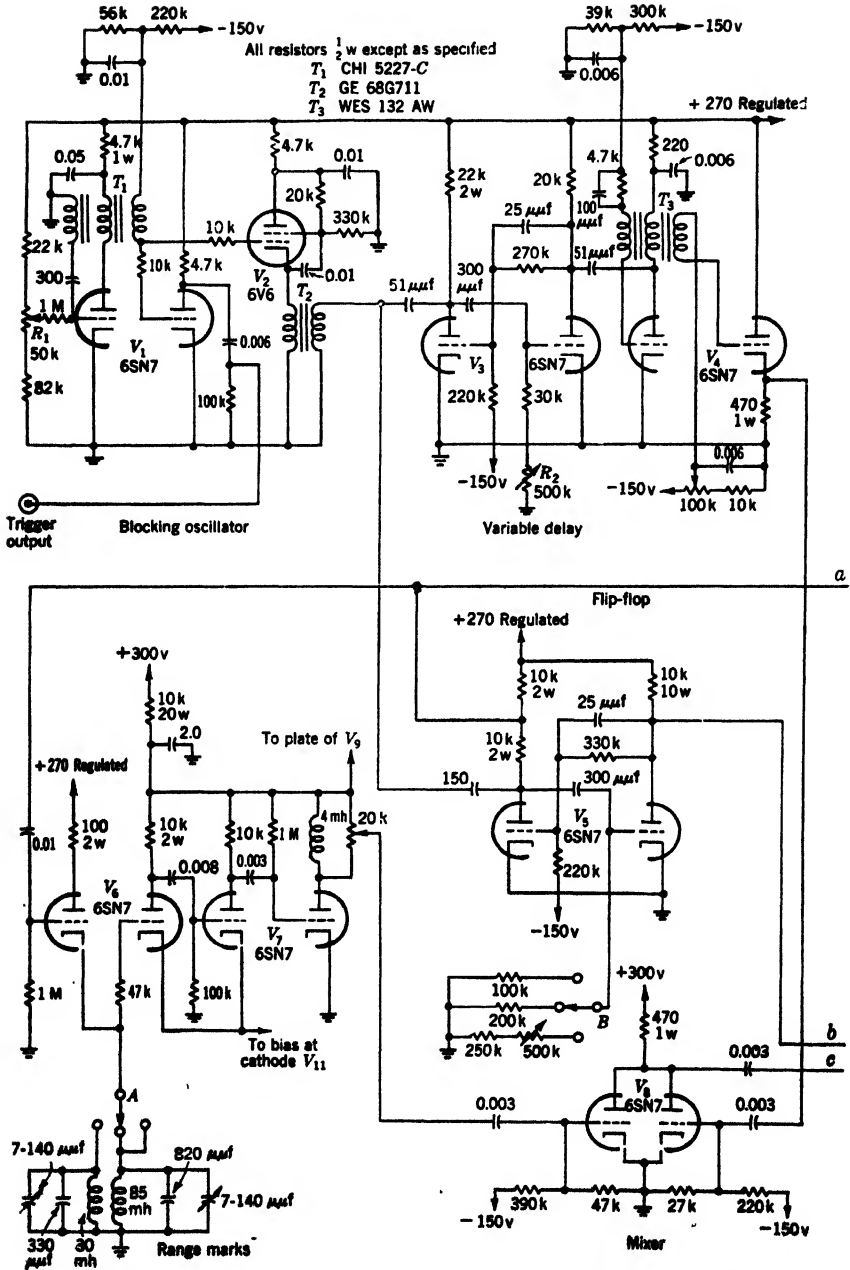 56k 220k
-150v
0.01
All resistors ½ w except as specified
T₁ CHI 5227-C
T₂ GE 68G711
T₃ WES 132 AW
39k 300k
-150v
0.006
+ 270 Regulated
0.05
4.7k
1w
T₁
4.7k
20k
0.01
330k
22k
2w
20k
4.7k
100
μμf
220
0.006
T₃
22k
300
1 M
R₁
50k
82k
10k
4.7k
V₁
6SN7
0.006
100k
10k
V₂
6V6
0.01
T₂
51 μμf
300
μμf
25 μμf
270k
51μμf
V₃
6SN7
220k
30k
-150v
R₂
500k
V₄
6SN7
470
1w
0.006
-150v
100k 10k
Trigger
output
Blocking oscillator
Variable delay
a
Flip-flop
+270 Regulated
+300v
10k
20w
2.0
To plate of V₉
+270 Regulated
10k
2w
10k
10w
25 μμf
10k
2w
330k
150
300
μμf
V₅
6SN7
220k
-150v
0.01
100
2w
10k
2w
0.008
10k
0.003
1M
4mh
20k
V₆
6SN7
V₇
6SN7
1M
47k
100k
To bias at
cathode V₁₁
100k
200k
B
250k 500k
+300v
470
1w
b
c
0.003
V₈
6SN7
0.003
0.003
A
7-140 μμf
820 μμf
85
mh
7-140 μμf
330
μμf
30
mh
Range marks
-150v
390k
47k
27k
220k
-150v
Mixer